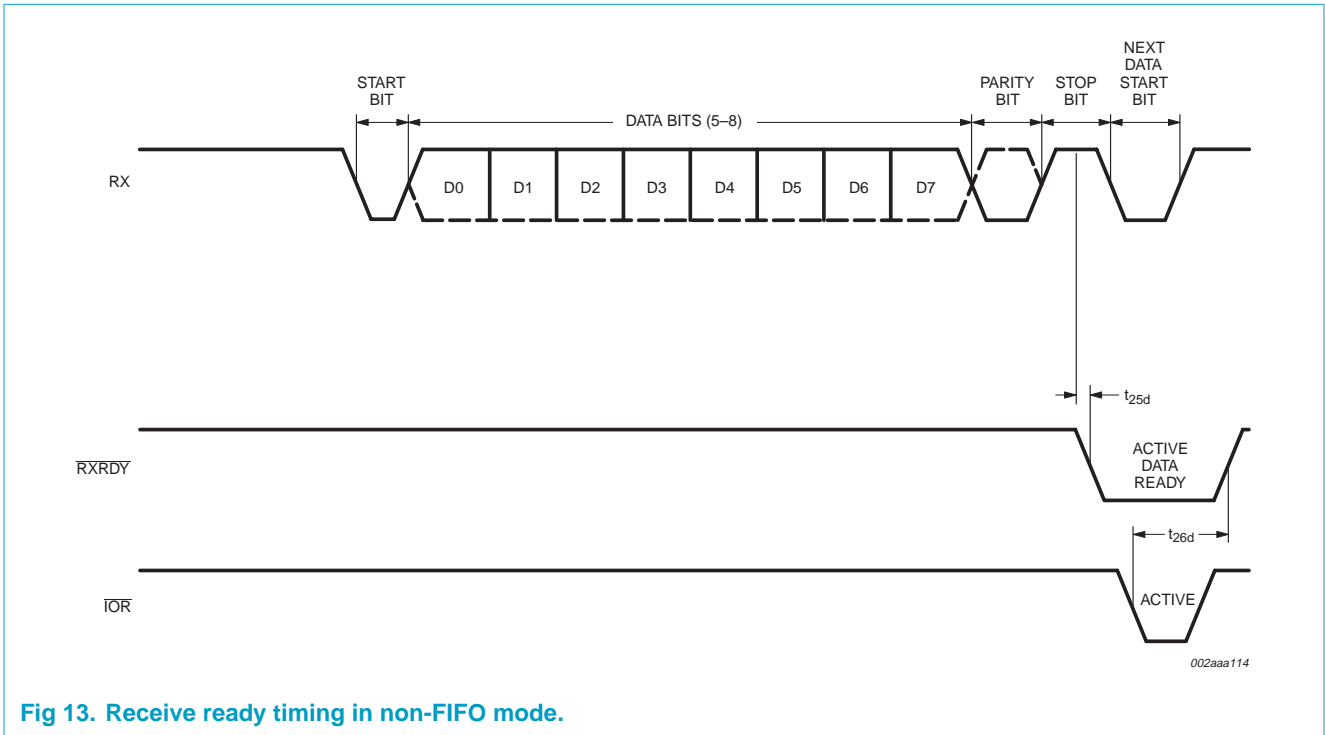 NEXT
DATA
START
BIT
START
BIT
PARITY
BIT
STOP
BIT
DATA BITS (5–8)
RX
D0 D1 D2 D3 D4 D5 D6 D7
t25d
RXRDY
ACTIVE
DATA
READY
t26d
IOR
ACTIVE
002aaa114
Fig 13. Receive ready timing in non-FIFO mode.